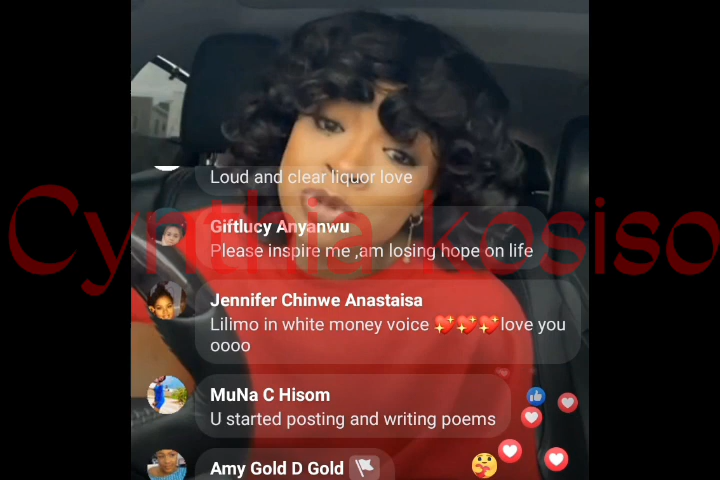 Loud and clear liquor love
Cynthia kosiso
Giftlucy Anyanwu
Please inspire me ,am losing hope on life
Jennifer Chinwe Anastaisa
Lilimo in white money voice 💖💖💖love you
oooo
MuNa C Hisom
U started posting and writing poems
Amy Gold D Gold